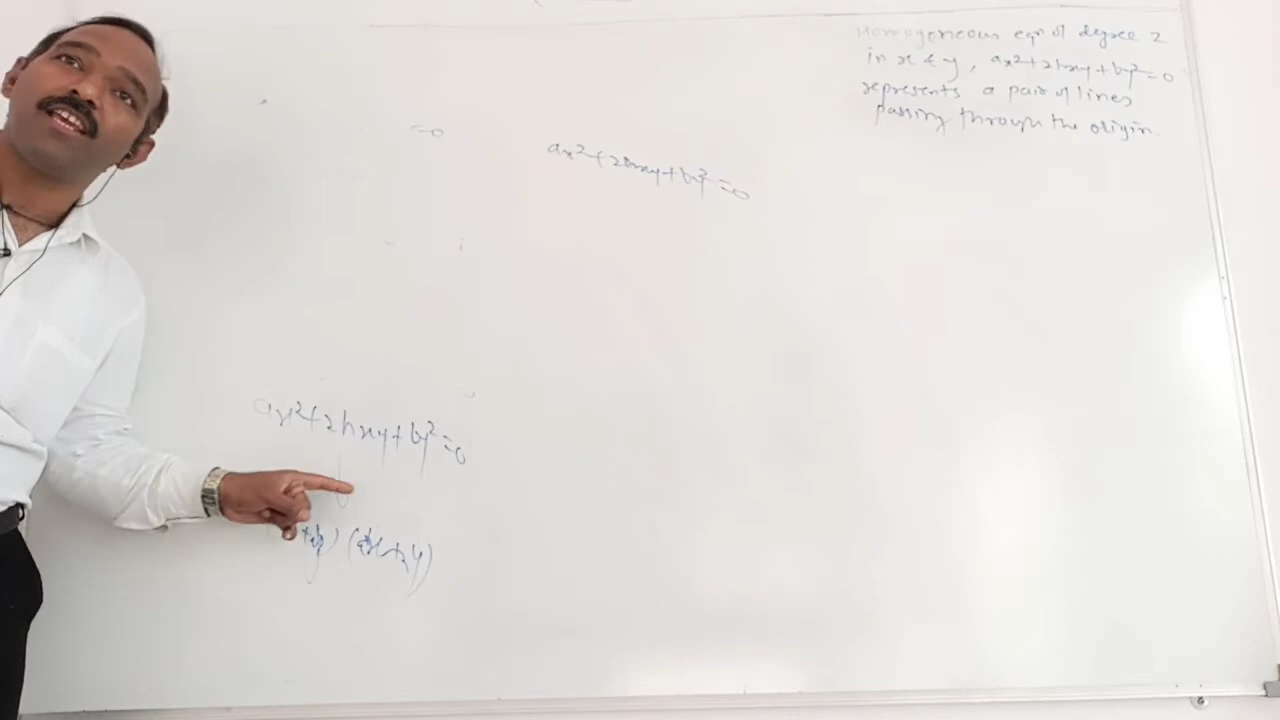 Homogeneous eqn of degree 2
in x & y, ax²+2hxy+by²=0
represents a pair of lines
passing through the origin.
=0
ax²+2hxy+by²=0
ax²+2hxy+by²=0